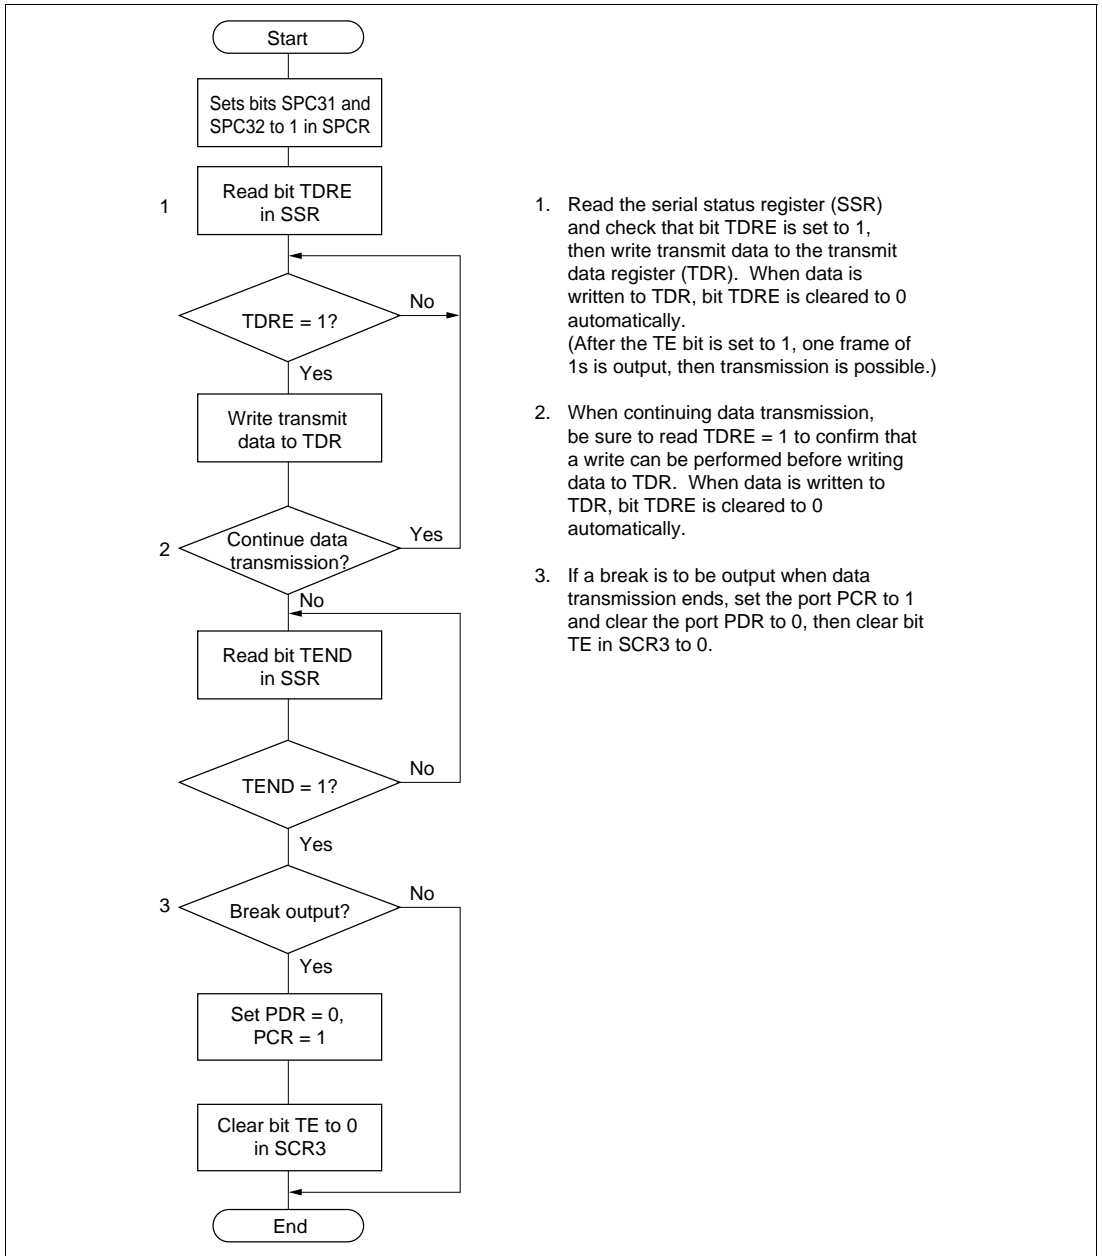 Start
Sets bits SPC31 and
SPC32 to 1 in SPCR
1
Read bit TDRE
in SSR
TDRE = 1?
No
Yes
Write transmit
data to TDR
2
Continue data
transmission?
Yes
No
Read bit TEND
in SSR
TEND = 1?
No
Yes
3
Break output?
No
Yes
Set PDR = 0,
PCR = 1
Clear bit TE to 0
in SCR3
End
1. Read the serial status register (SSR)
and check that bit TDRE is set to 1,
then write transmit data to the transmit
data register (TDR).  When data is
written to TDR, bit TDRE is cleared to 0
automatically.
(After the TE bit is set to 1, one frame of
1s is output, then transmission is possible.)
2. When continuing data transmission,
be sure to read TDRE = 1 to confirm that
a write can be performed before writing
data to TDR.  When data is written to
TDR, bit TDRE is cleared to 0
automatically.
3. If a break is to be output when data
transmission ends, set the port PCR to 1
and clear the port PDR to 0, then clear bit
TE in SCR3 to 0.